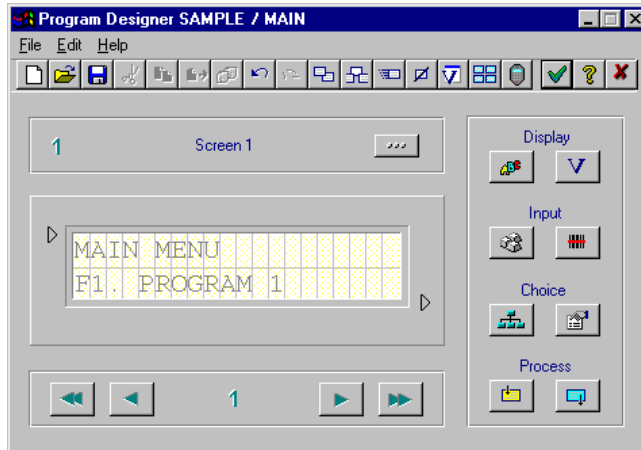 Program Designer SAMPLE / MAIN
File Edit Help
1 Screen 1 ...
Display
ABS V
Input
MAIN MENU
F1. PROGRAM 1
Choice
Process
1